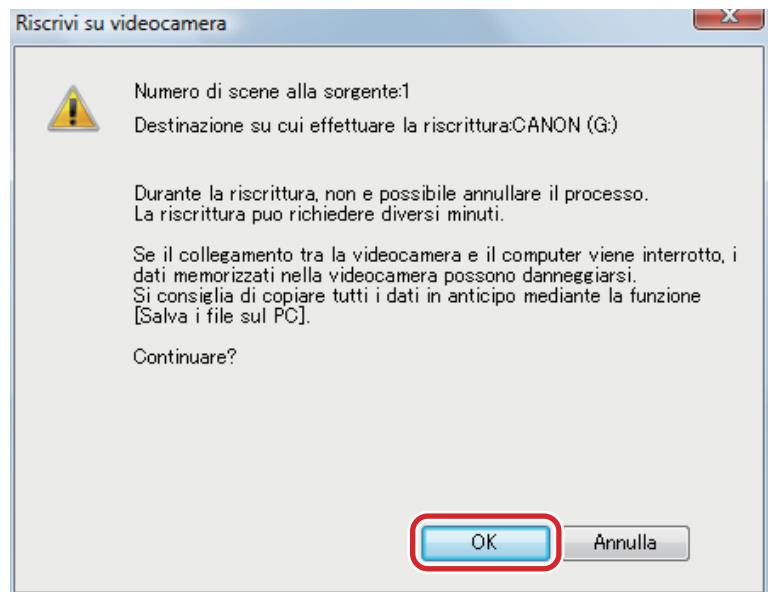 Riscrivi su videocamera
Numero di scene alla sorgente:1
Destinazione su cui effettuare la riscrittura:CANON (G:)
Durante la riscrittura, non e possibile annullare il processo.
La riscrittura puo richiedere diversi minuti.
Se il collegamento tra la videocamera e il computer viene interrotto, i
dati memorizzati nella videocamera possono danneggiarsi.
Si consiglia di copiare tutti i dati in anticipo mediante la funzione
[Salva i file sul PC].
Continuare?
OK Annulla